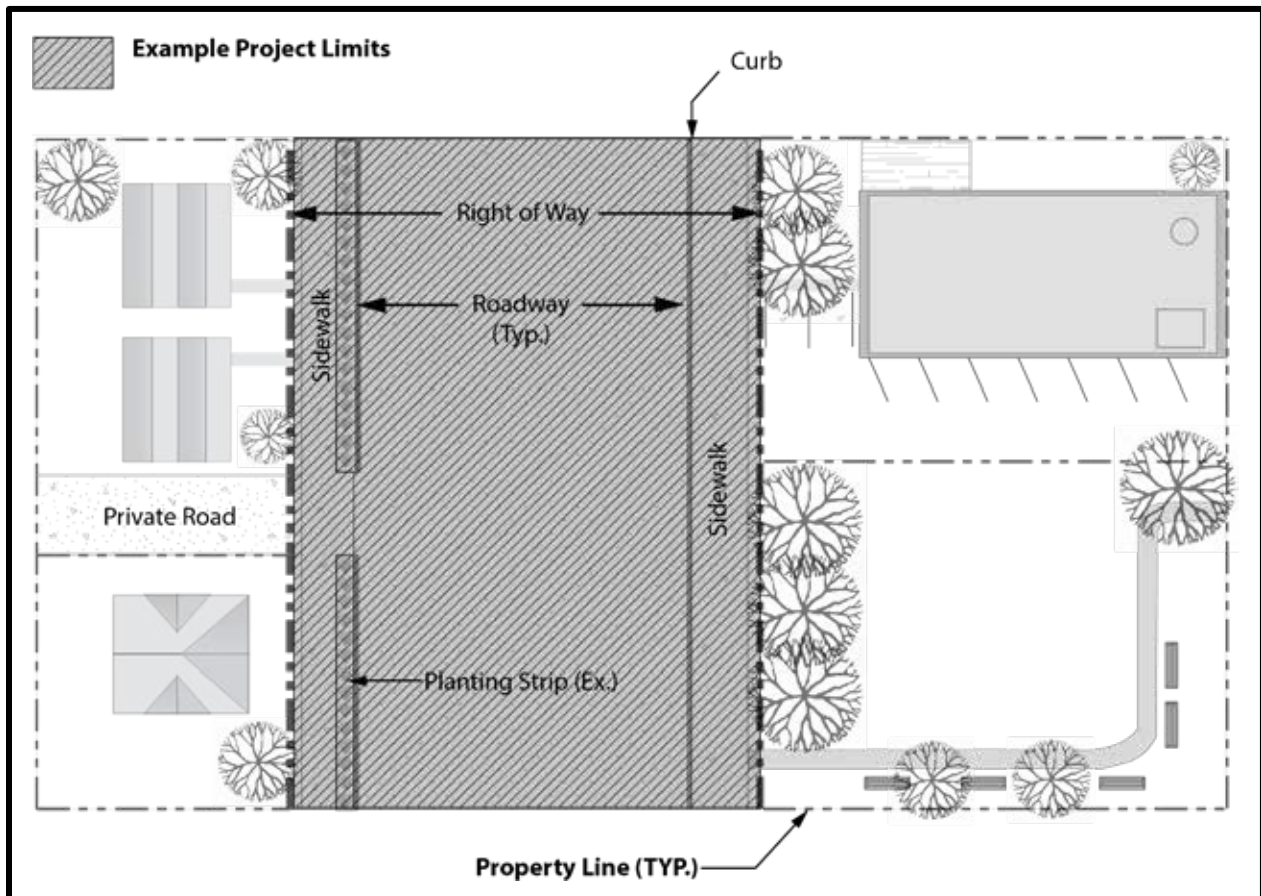 Example Project Limits
Curb
Right of Way
Roadway
(Typ.)
Sidewalk
Sidewalk
Private Road
Planting Strip (Ex.)
Property Line (TYP.)